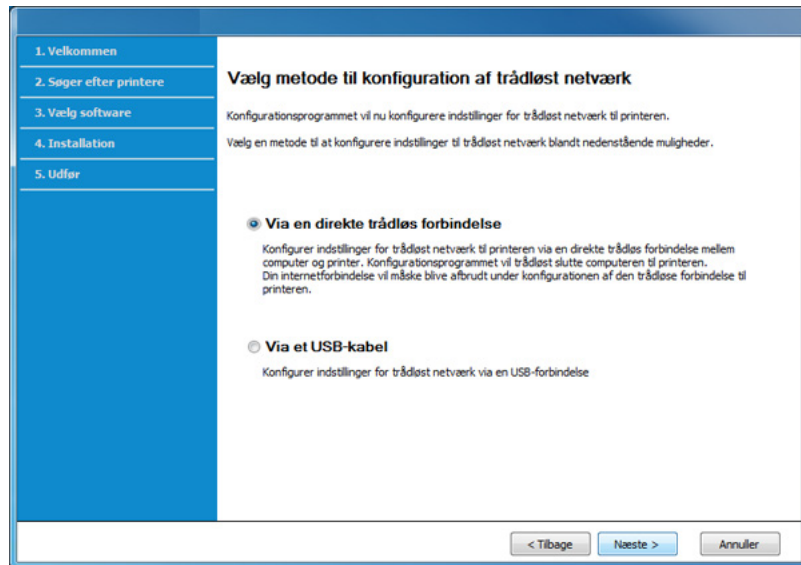 1. Velkommen
2. Søger efter printere
3. Vælg software
4. Installation
5. Udfør
Vælg metode til konfiguration af trådløst netværk
Konfigurationsprogrammet vil nu konfigurere indstillinger for trådløst netværk til printeren.
Vælg en metode til at konfigurere indstillinger til trådløst netværk blandt nedenstående muligheder.
Via en direkte trådløs forbindelse
Konfigurer indstillinger for trådløst netværk til printeren via en direkte trådløs forbindelse mellem
computer og printer. Konfigurationsprogrammet vil trådløst slutte computeren til printeren.
Din internetforbindelse vil måske blive afbrudt under konfigurationen af den trådløse forbindelse til
printeren.
Via et USB-kabel
Konfigurer indstillinger for trådløst netværk via en USB-forbindelse
< Tilbage
Næste >
Annuller